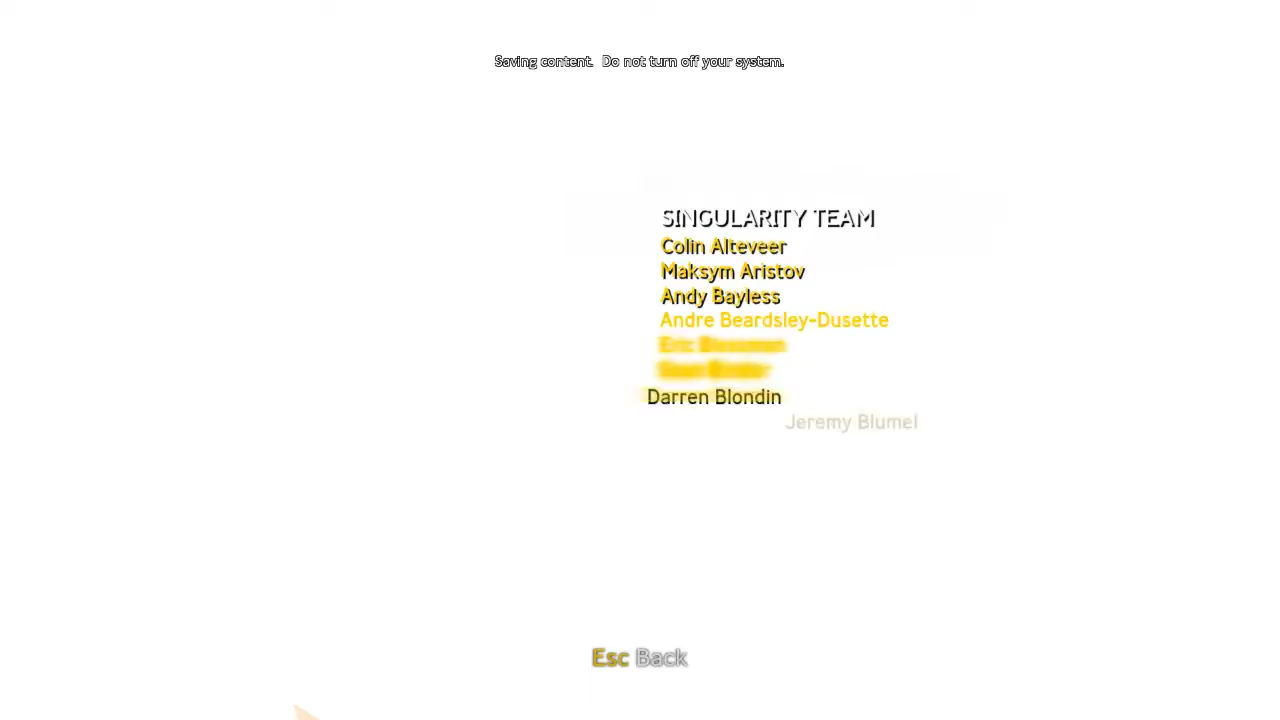 Saving content. Do not turn off your system.
SINGULARITY TEAM
Colin Alteveer
Maksym Aristov
Andy Bayless
Andre Beardsley-Dusette
Eric
Darren Blondin
Jeremy Blumel
Esc Back